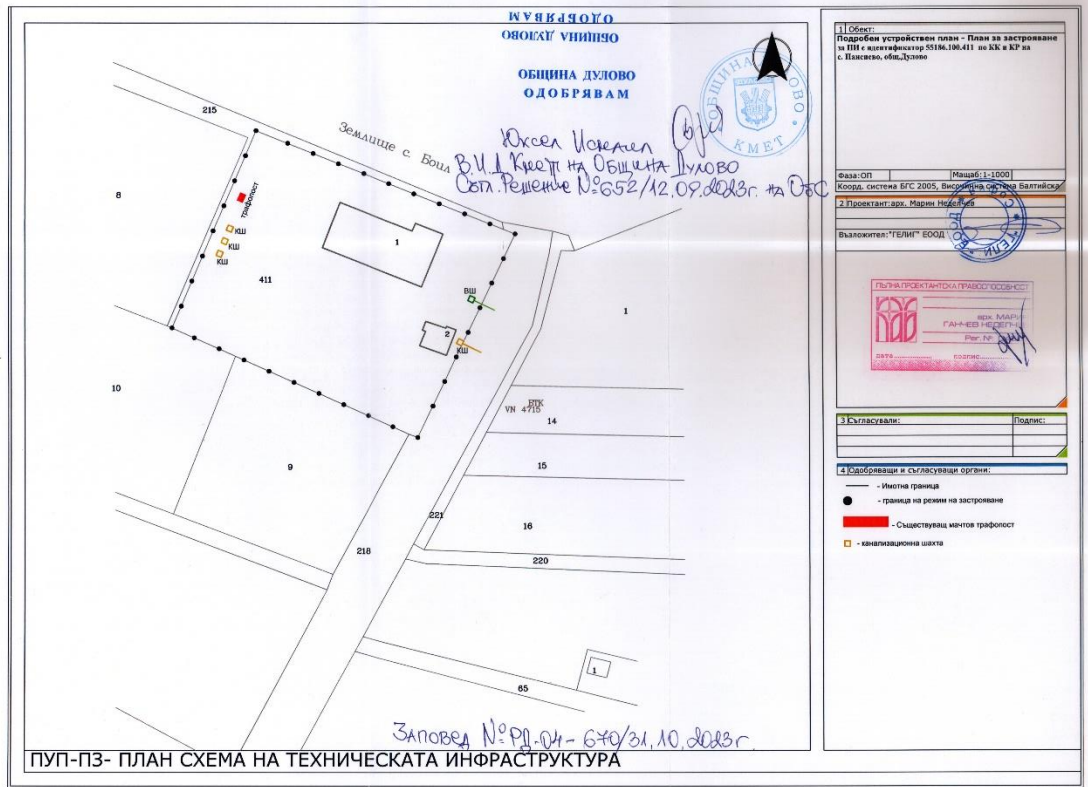 ОДОБРЯВАМ
ОБЩИНА ДУЛОВО
ОБЩИНА ДУЛОВО
ОДОБРЯВАМ
ОБЩИНА ДУЛОВО
КМЕТ
Юксел Исмаил
В.И.Д. Кмет на Община Дулово
Съгл. Решение №652/12.09.2023г. на ОбС
215
Землище с. Боил
8
трафопост
КШ
КШ
КШ
411
1
ВШ
2
КШ
1
10
ВТК
VN 4715
14
9
15
221
16
218
220
1
65
Заповед №РД-04-670/31.10.2023г.
ПУП-ПЗ- ПЛАН СХЕМА НА ТЕХНИЧЕСКАТА ИНФРАСТРУКТУРА
1 Обект:
Подробен устройствен план - План за застрояване
за ПИ с идентификатор 55186.100.411 по КК и КР на
с. Паисиево, общ.Дулово
Фаза:ОП Мащаб:1-1000
Коорд. система БГС 2005, Височинна система Балтийска
2 Проектант:арх. Марин Неделчев
Възложител:"ГЕЛИГ" ЕООД
ПЪЛНА ПРОЕКТАНТСКА ПРАВОСПОСОБНОСТ
арх. МАРИН
ГАНЧЕВ НЕДЕЛЧЕВ
Рег. №
дата подпис
3 Съгласували: Подпис:
4 Одобряващи и съгласуващи органи:
- Имотна граница
- граница на режим на застрояване
- Съществуващ мачтов трафопост
- канализационна шахта